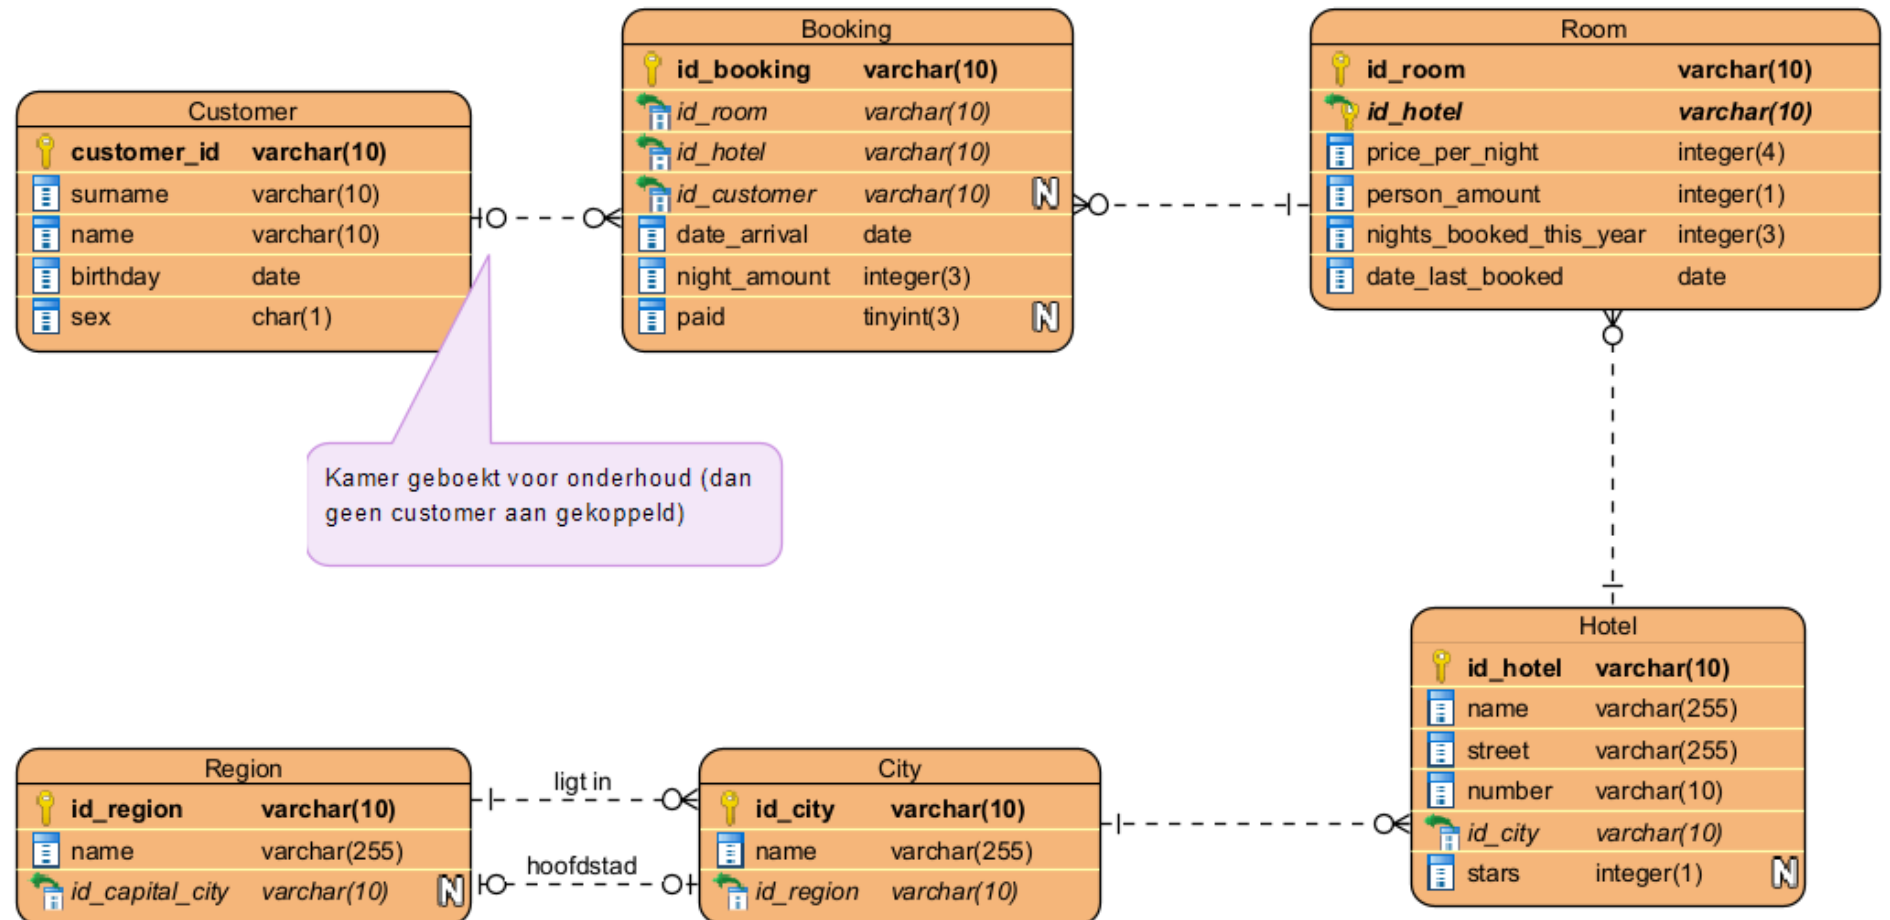 Customer
customer_id varchar(10)
surname varchar(10)
name varchar(10)
birthday date
sex char(1)
Booking
id_booking varchar(10)
id_room varchar(10)
id_hotel varchar(10)
id_customer varchar(10) N
date_arrival date
night_amount integer(3)
paid tinyint(3) N
Room
id_room varchar(10)
id_hotel varchar(10)
price_per_night integer(4)
person_amount integer(1)
nights_booked_this_year integer(3)
date_last_booked date
Kamer geboekt voor onderhoud (dan
geen customer aan gekoppeld)
Region
id_region varchar(10)
name varchar(255)
id_capital_city varchar(10) N
ligt in
hoofdstad
City
id_city varchar(10)
name varchar(255)
id_region varchar(10)
Hotel
id_hotel varchar(10)
name varchar(255)
street varchar(255)
number varchar(10)
id_city varchar(10)
stars integer(1) N